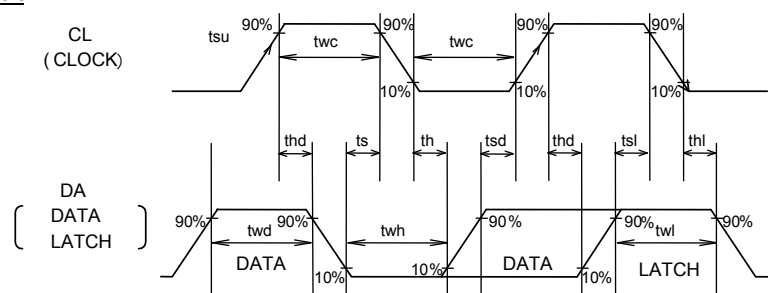 CL
(CLOCK)
tsu
90%
twc
90%
twc
90%
90%
10%
10%
10%
thd
ts
th
tsd
thd
tsl
thl
DA
DATA
LATCH
90%
twd
90%
twh
90%
90%
twl
90%
DATA
10%
10%
DATA
10%
LATCH